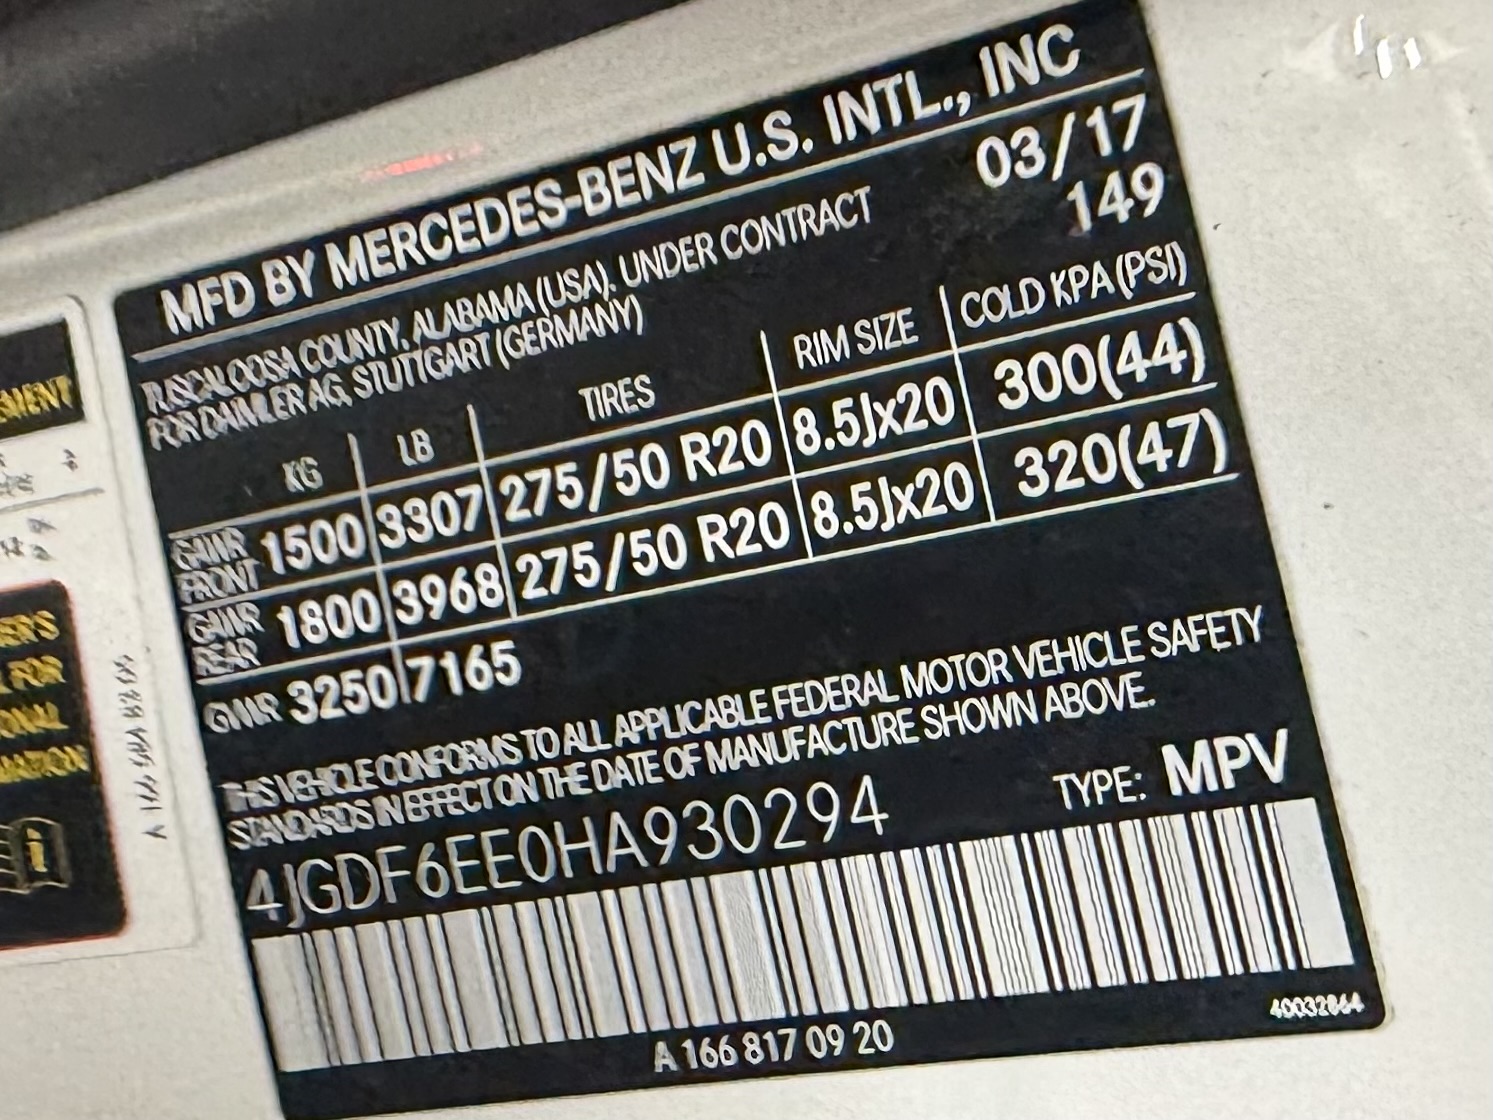 MFD BY MERCEDES-BENZ U.S. INTL., INC
TUSCALOOSA COUNTY, ALABAMA (USA), UNDER CONTRACT 03/17
FOR DAIMLER AG, STUTTGART (GERMANY) 149
KG LB TIRES RIM SIZE COLD KPA (PSI)
GAWR FRONT 1500 3307 275/50 R20 8.5Jx20 300(44)
GAWR REAR 1800 3968 275/50 R20 8.5Jx20 320(47)
GVWR 3250 7165
THIS VEHICLE CONFORMS TO ALL APPLICABLE FEDERAL MOTOR VEHICLE SAFETY
STANDARDS IN EFFECT ON THE DATE OF MANUFACTURE SHOWN ABOVE.
4JGDF6EE0HA930294 TYPE: MPV
A 166 817 09 20
40032864
ER'S
L FOR
ONAL
MATION